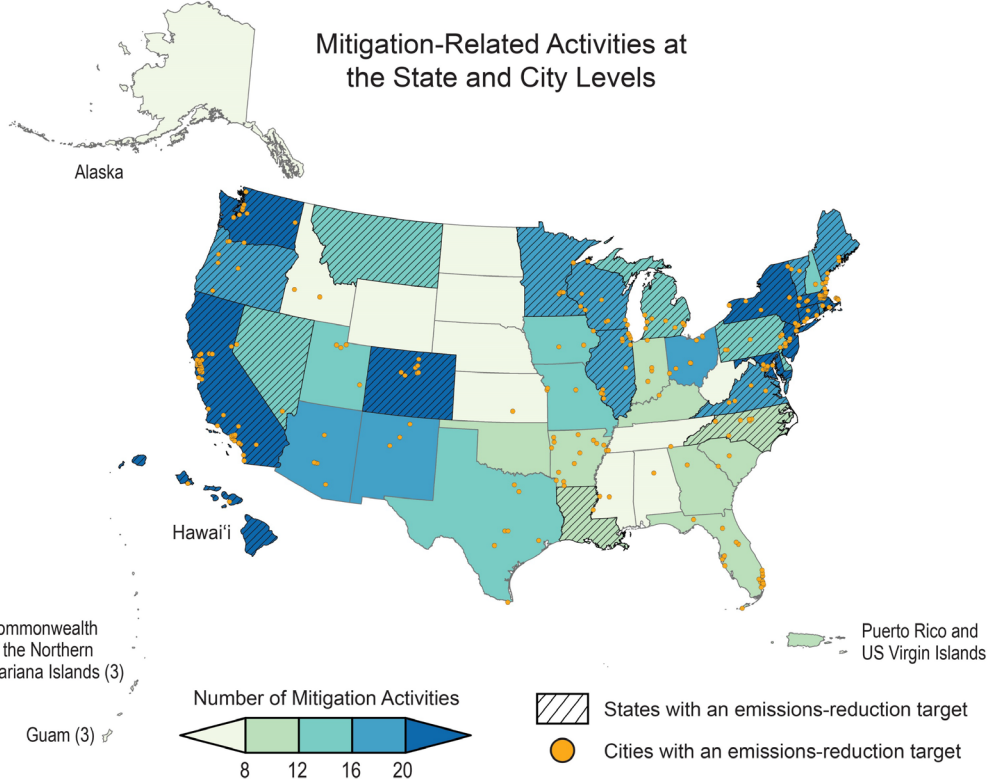 Mitigation-Related Activities at
the State and City Levels
Alaska
Hawai‘i
ommonwealth
the Northern
ariana Islands (3)
Guam (3)
Puerto Rico and
US Virgin Islands
Number of Mitigation Activities
8 12 16 20
States with an emissions-reduction target
Cities with an emissions-reduction target